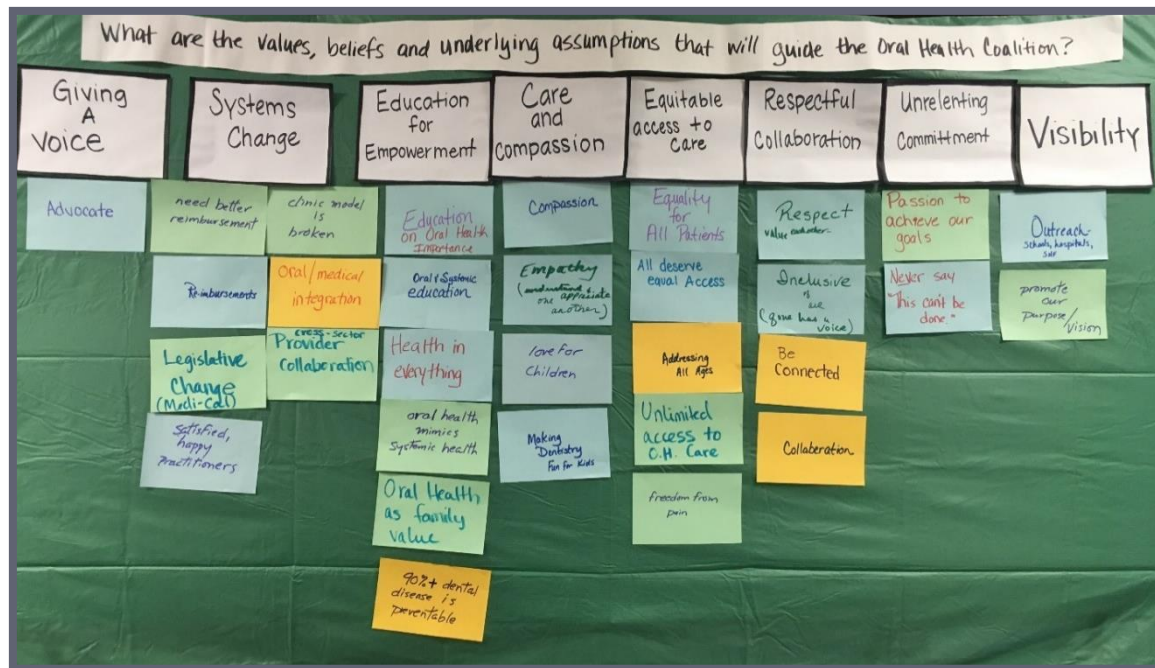 What are the values, beliefs and underlying assumptions that will guide the Oral Health Coalition?
Giving
A
Voice
Systems
Change
Education
for
Empowerment
Care
and
Compassion
Equitable
access to
care
Respectful
Collaboration
Unrelenting
Committment
Visibility
Advocate
need better
reimbursement
Reimbursements
Legislative
Change
(Medi-Cal)
Satisfied,
happy
Practitioners
clinic model
is
broken
Oral/medical
integration
cross-sector
Provider
Collaboration
Education
on Oral Health
Importance
Oral & Systemic
education
Health in
everything
oral health
mimics
Systemic health
Oral Health
as family
value
90%+ dental
disease is
preventable
Compassion
Empathy
(understand &
one appreciate
another)
love for
Children
Making
Dentistry
Fun for Kids
Equality
for
All Patients
All deserve
equal Access
Addressing
All Ages
Unlimited
access to
O.H. Care
freedom from
pain
Respect
value each other
Inclusive
has a
voice)
Be
Connected
Collaberation
Passion to
achieve our
goals
Never say
"This can't be
done."
Outreach
Schools, hospitals,
promote
our
purpose/
vision